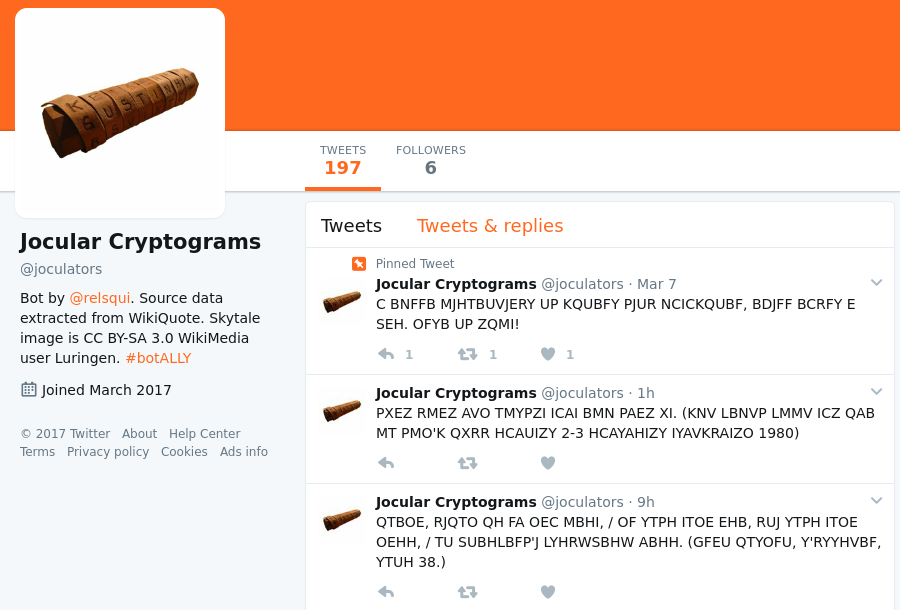 TWEETS
197
FOLLOWERS
6
Jocular Cryptograms
@joculators
Bot by @relsqui. Source data
extracted from WikiQuote. Skytale
image is CC BY-SA 3.0 WikiMedia
user Luringen. #botALLY
Joined March 2017
© 2017 Twitter About Help Center
Terms Privacy policy Cookies Ads info
Tweets Tweets & replies
Pinned Tweet
Jocular Cryptograms @joculators · Mar 7
C BNFFB MJHTBUVJERY UP KQUBFY PJUR NCICKQUBF, BDJFF BCRFY E
SEH. OFYB UP ZQMI!
1 1 1
Jocular Cryptograms @joculators · 1h
PXEZ RMEZ AVO TMYPZI ICAI BMN PAEZ XI. (KNV LBNVP LMMV ICZ QAB
MT PMO'K QXRR HCAUIZY 2-3 HCAYAHIZY IYAVKRAIZO 1980)
Jocular Cryptograms @joculators · 9h
QTBOE, RJQTO QH FA OEC MBHI, / OF YTPH ITOE EHB, RUJ YTPH ITOE
OEHH, / TU SUBHLBFP'J LYHRWSBHW ABHH. (GFEU QTYOFU, Y'RYYHVBF,
YTUH 38.)